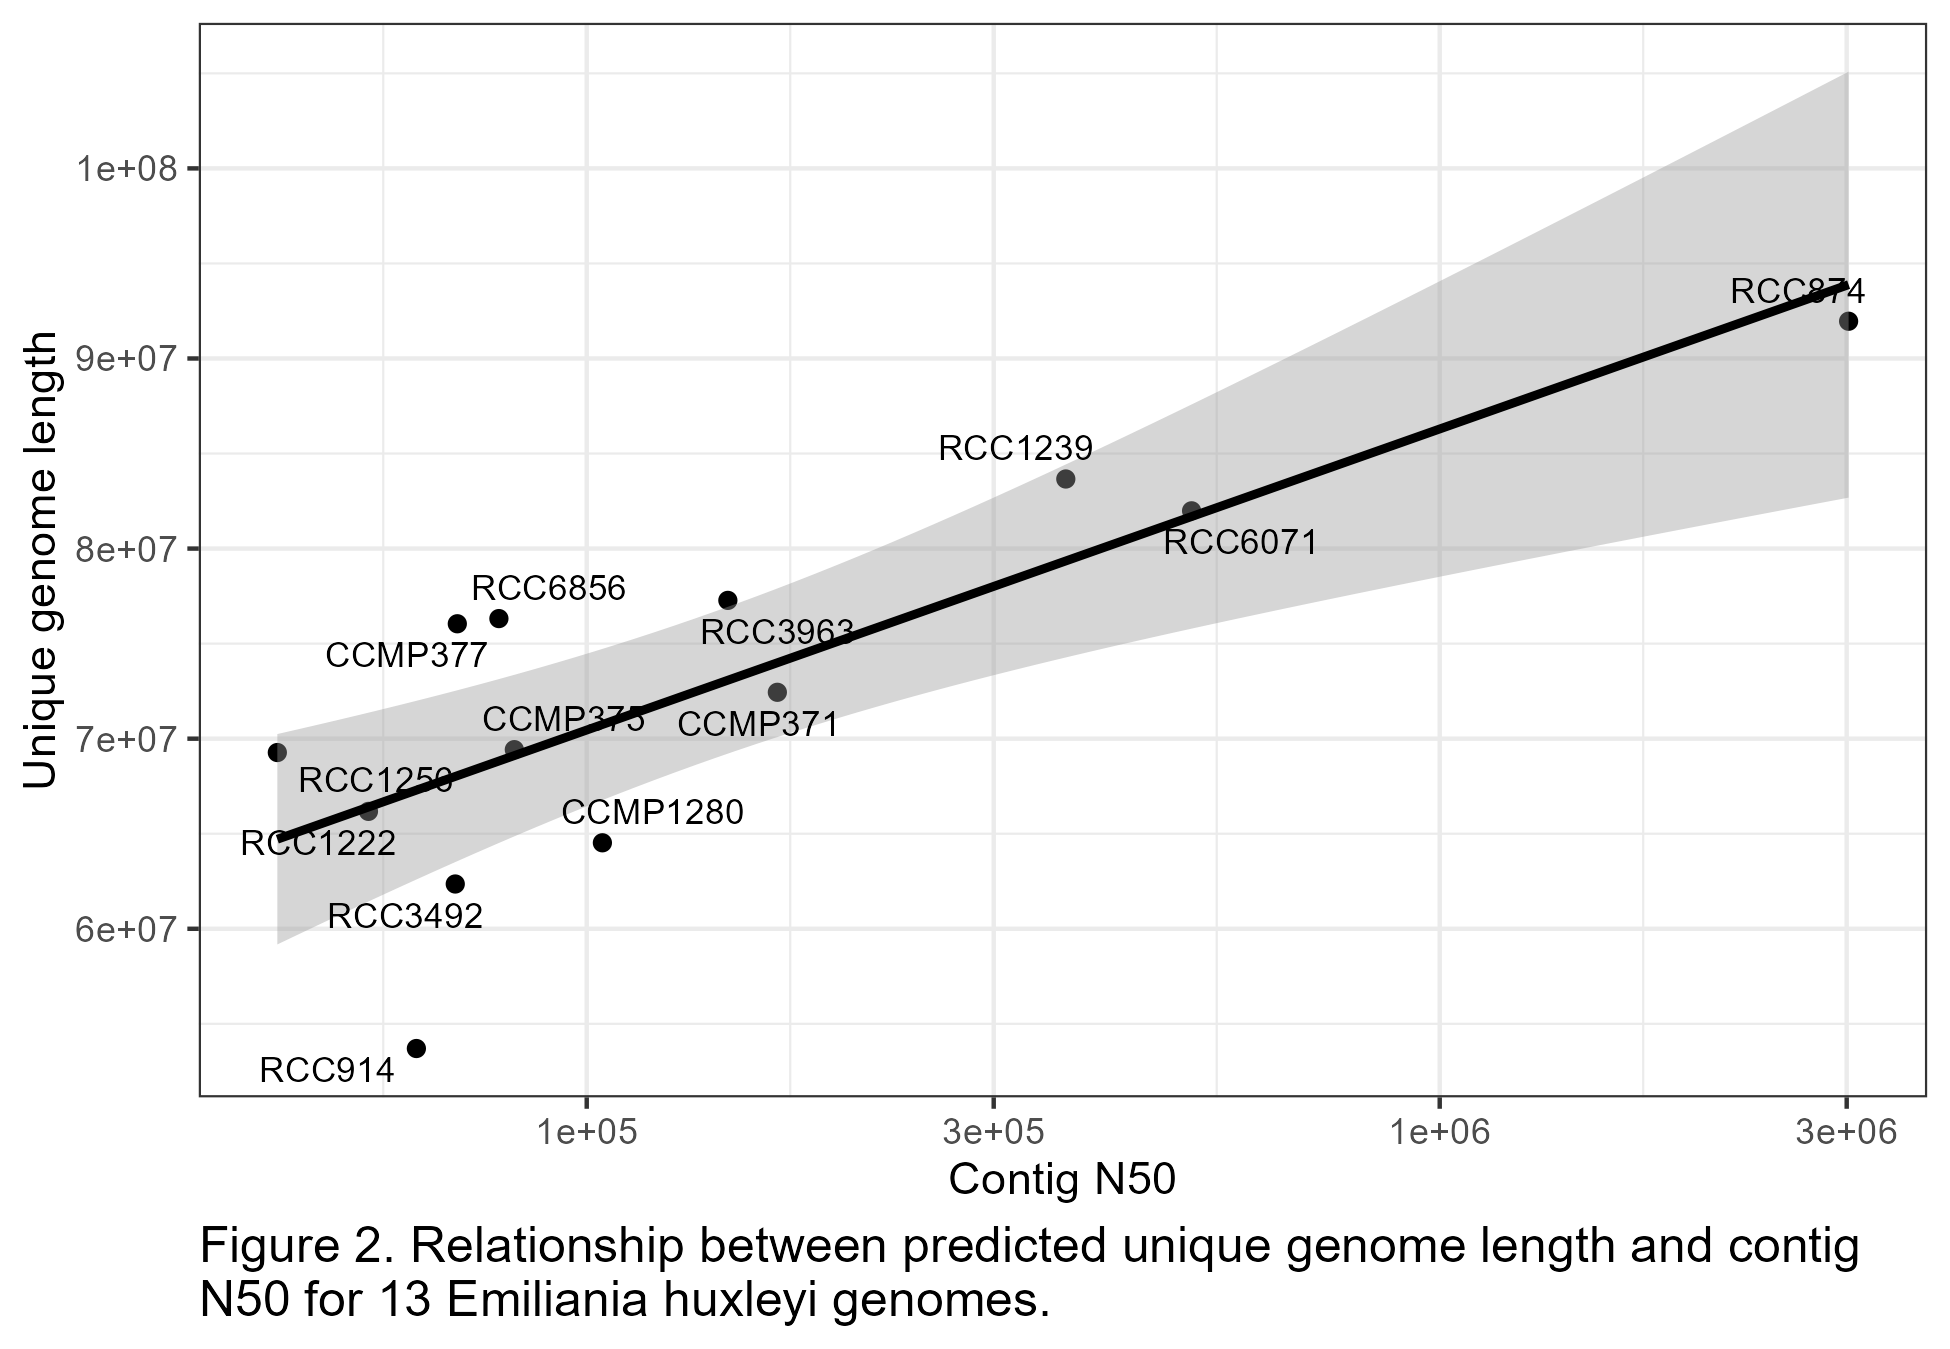 Unique genome length
1e+08
9e+07
8e+07
7e+07
6e+07
RCC874
RCC1239
RCC6071
RCC6856
RCC3963
CCMP377
CCMP375
CCMP371
RCC1250
CCMP1280
RCC1222
RCC3492
RCC914
1e+05
3e+05
1e+06
3e+06
Contig N50
Figure 2. Relationship between predicted unique genome length and contig
N50 for 13 Emiliania huxleyi genomes.